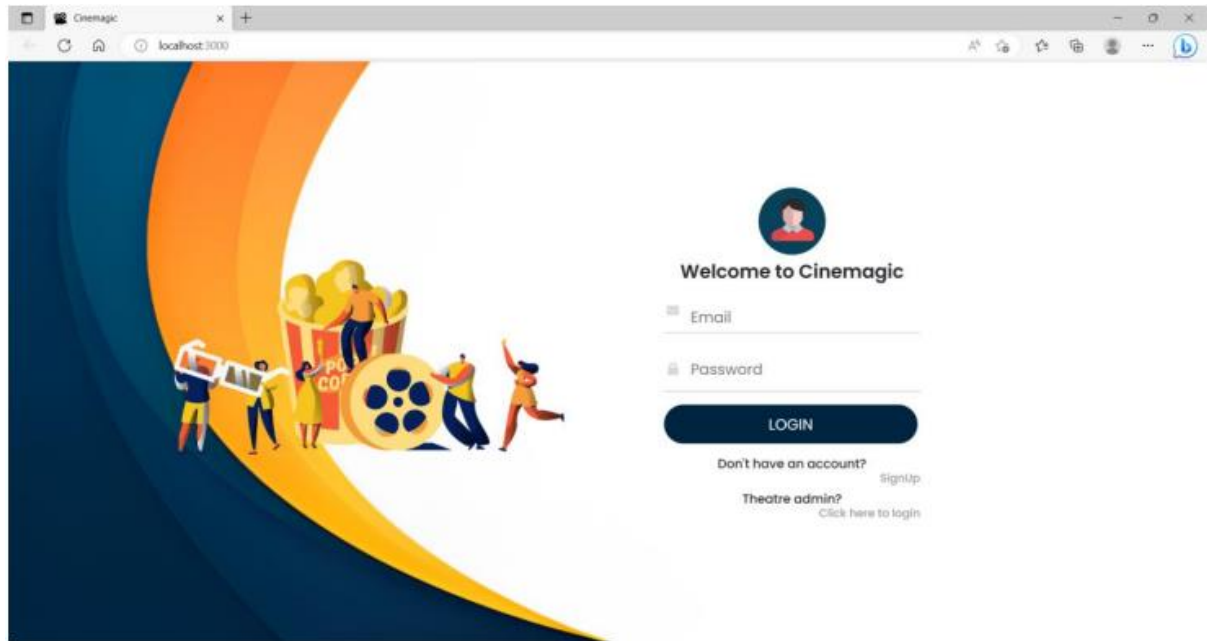 Cinemagic
localhost:3000
Welcome to Cinemagic
Email
Password
LOGIN
Don't have an account?
SignUp
Theatre admin?
Click here to login